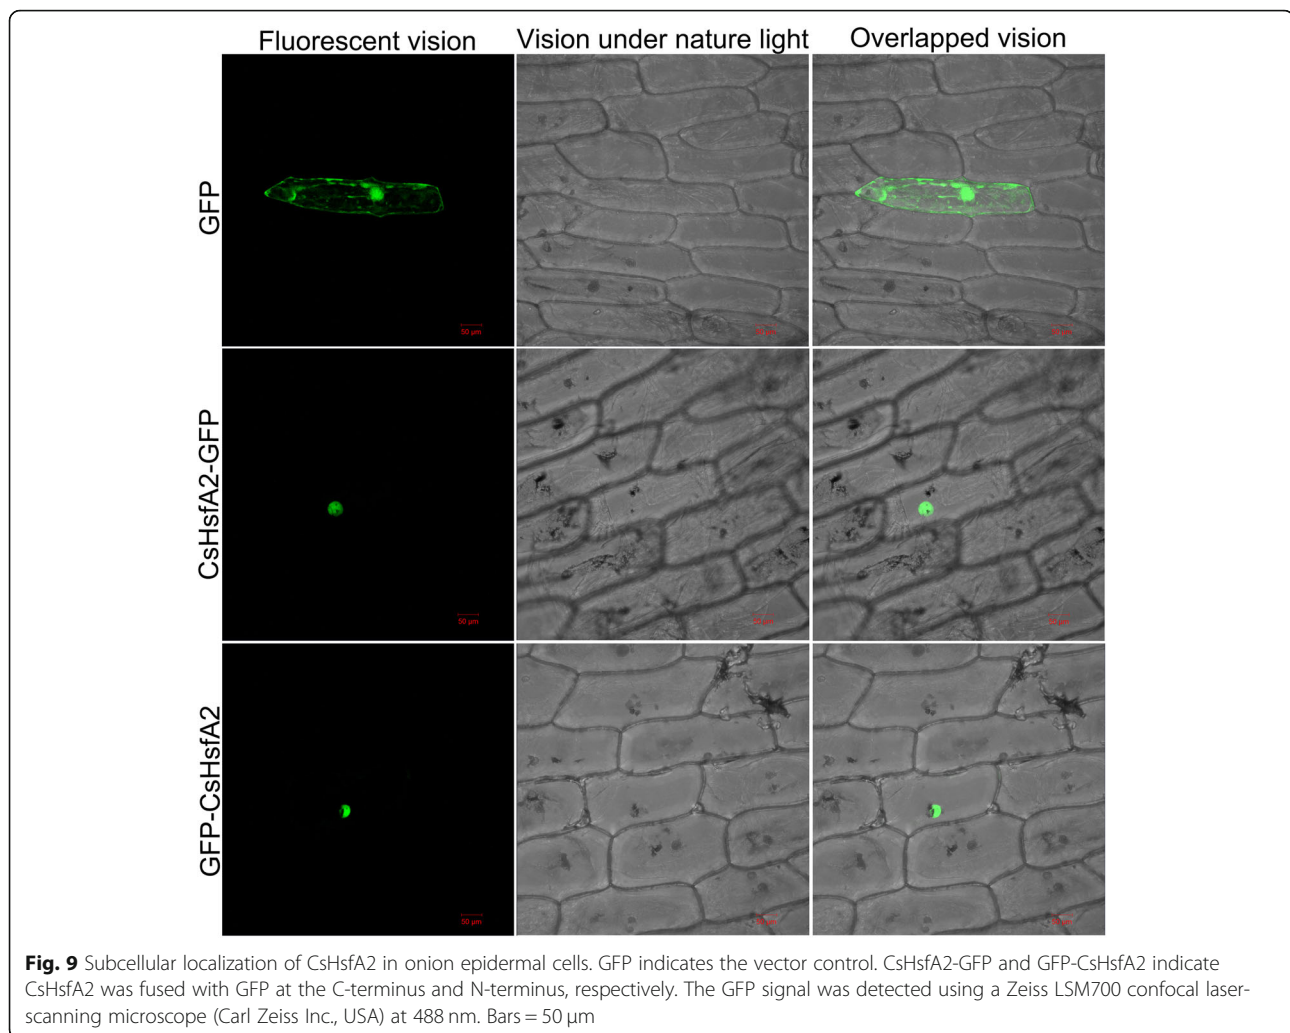 Fluorescent vision Vision under nature light Overlapped vision
GFP
50 µm
CsHsfA2-GFP
50 µm
GFP-CsHsfA2
50 µm
Fig. 9 Subcellular localization of CsHsfA2 in onion epidermal cells. GFP indicates the vector control. CsHsfA2-GFP and GFP-CsHsfA2 indicate
CsHsfA2 was fused with GFP at the C-terminus and N-terminus, respectively. The GFP signal was detected using a Zeiss LSM700 confocal laser-
scanning microscope (Carl Zeiss Inc., USA) at 488 nm. Bars = 50 µm